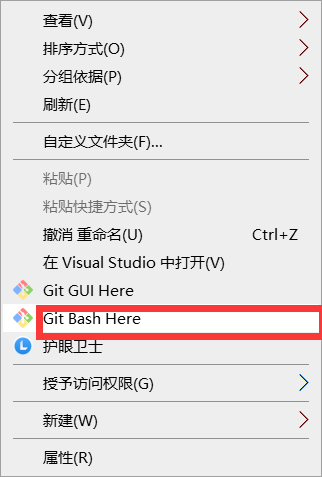 查看(V)
排序方式(O)
分组依据(P)
刷新(E)
自定义文件夹(F)...
粘贴(P)
粘贴快捷方式(S)
撤消 重命名(U) Ctrl+Z
在 Visual Studio 中打开(V)
Git GUI Here
Git Bash Here
护眼卫士
授予访问权限(G)
新建(W)
属性(R)